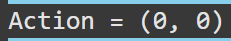 Action = (0, 0)